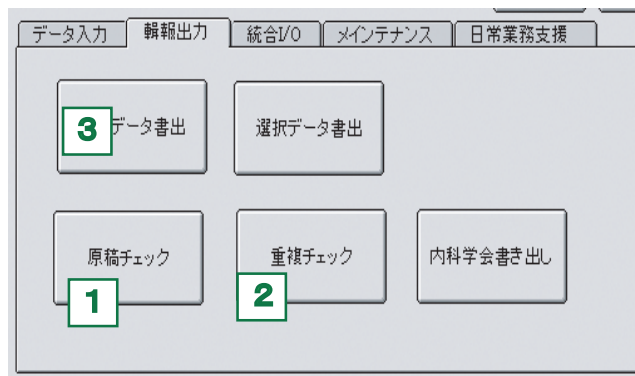 データ入力 輯報出力 統合I/O メインテナンス 日常業務支援
3 データ書出 選択データ書出
原稿チェック 重複チェック 内科学会書き出し
1 2